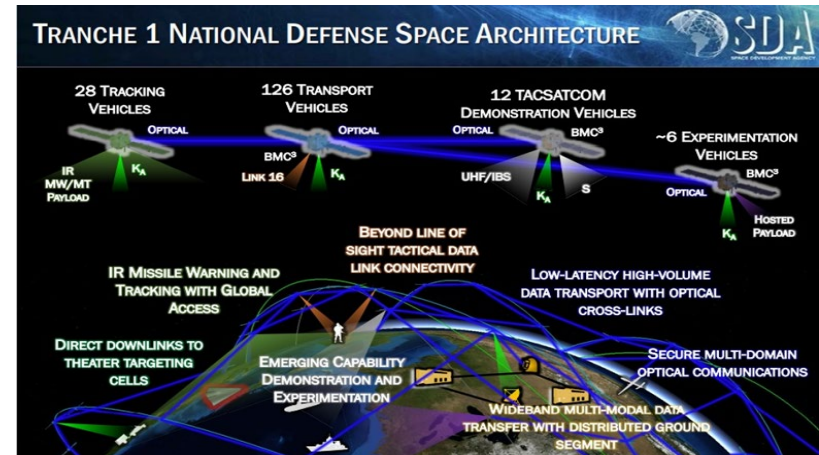 TRANCHE 1 NATIONAL DEFENSE SPACE ARCHITECTURE
SDA
SPACE DEVELOPMENT AGENCY
28 TRACKING
VEHICLES
126 TRANSPORT
VEHICLES
12 TACSATCOM
DEMONSTRATION VEHICLES
~6 EXPERIMENTATION
VEHICLES
OPTICAL
OPTICAL
OPTICAL
BMC³
BMC³
BMC³
IR
MW/MT
PAYLOAD
KA
LINK 16
KA
UHF/IBS
KA
S
OPTICAL
KA
HOSTED
PAYLOAD
BEYOND LINE OF
SIGHT TACTICAL DATA
LINK CONNECTIVITY
IR MISSILE WARNING AND
TRACKING WITH GLOBAL
ACCESS
LOW-LATENCY HIGH-VOLUME
DATA TRANSPORT WITH OPTICAL
CROSS-LINKS
DIRECT DOWNLINKS TO
THEATER TARGETING
CELLS
EMERGING CAPABILITY
DEMONSTRATION AND
EXPERIMENTATION
SECURE MULTI-DOMAIN
OPTICAL COMMUNICATIONS
WIDEBAND MULTI-MODAL DATA
TRANSFER WITH DISTRIBUTED GROUND
SEGMENT